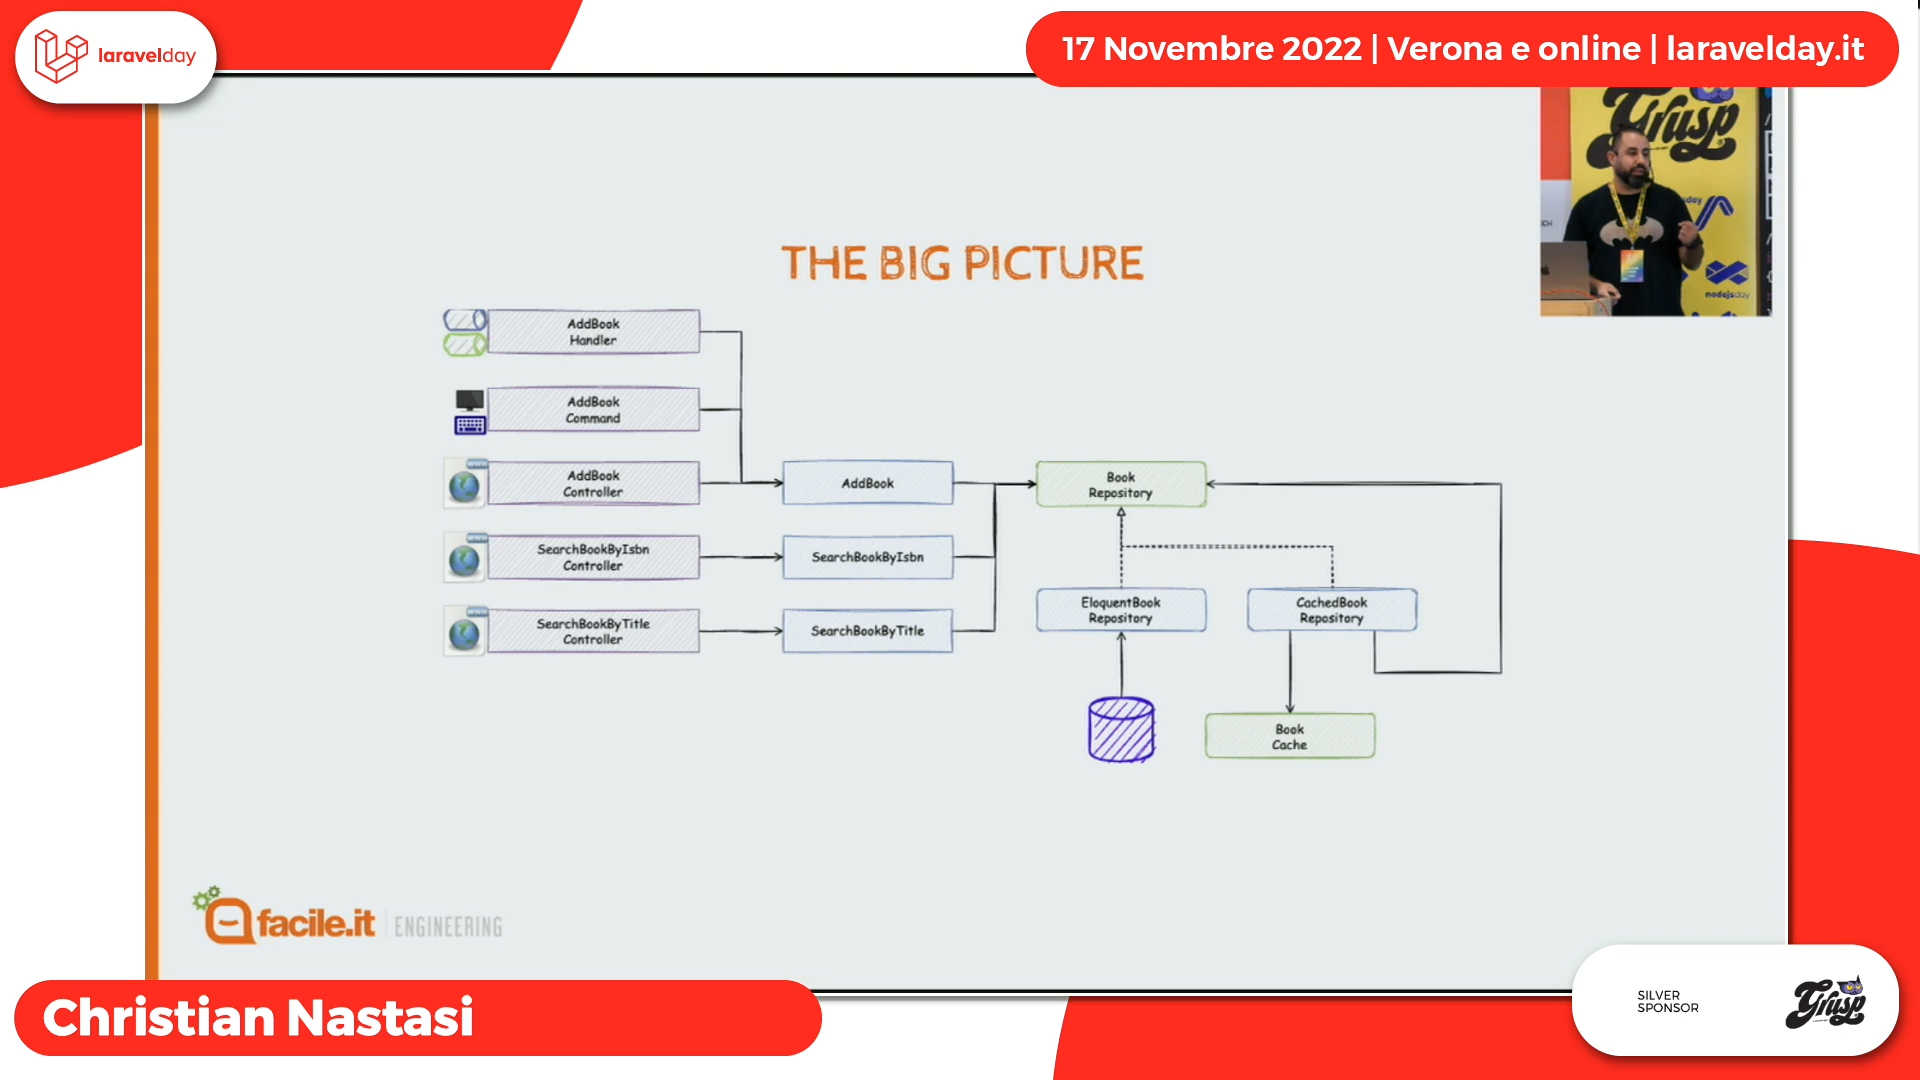 laravelday
17 Novembre 2022 | Verona e online | laravelday.it
Grusp
nodejsday
THE BIG PICTURE
AddBook
Handler
AddBook
Command
AddBook
Controller
AddBook
Book
Repository
SearchBookByIsbn
Controller
SearchBookByIsbn
SearchBookByTitle
Controller
SearchBookByTitle
EloquentBook
Repository
CachedBook
Repository
Book
Cache
facile.it | ENGINEERING
Christian Nastasi
SILVER
SPONSOR
Grusp